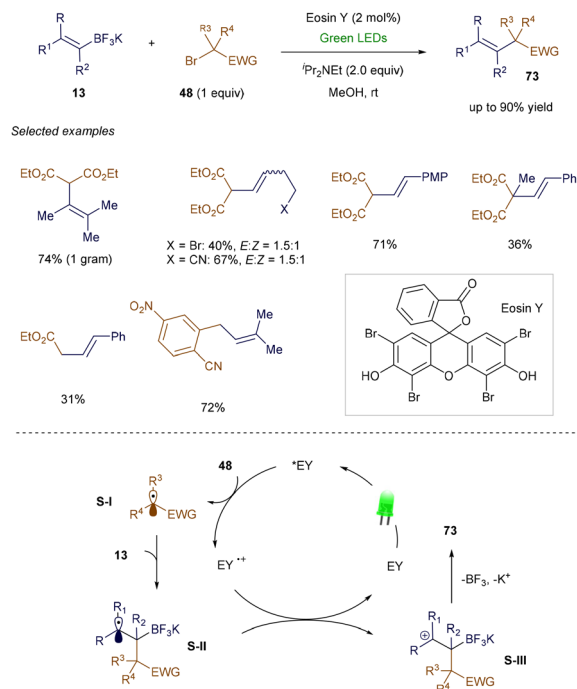 R
R1
BF3K
R2
13
+
R3
R4
Br
EWG
48 (1 equiv)
Eosin Y (2 mol%)
Green LEDs
iPr2NEt (2.0 equiv)
MeOH, rt
R
R1
R2
R3
R4
EWG
73
up to 90% yield
Selected examples
EtO2C
CO2Et
Me
Me
Me
74% (1 gram)
EtO2C
CO2Et
X
X = Br: 40%, E:Z = 1.5:1
X = CN: 67%, E:Z = 1.5:1
EtO2C
CO2Et
PMP
71%
EtO2C
Me
CO2Et
Ph
36%
EtO2C
Ph
31%
NO2
CN
Me
Me
72%
O
O
Eosin Y
Br
Br
HO
O
OH
Br
Br
48
*EY
S-I
R3
R4
EWG
13
EY •+
EY
73
-BF3, -K+
R1
R
R2
BF3K
R3
R4
EWG
S-II
R1
R
R2
BF3K
R3
R4
EWG
S-III